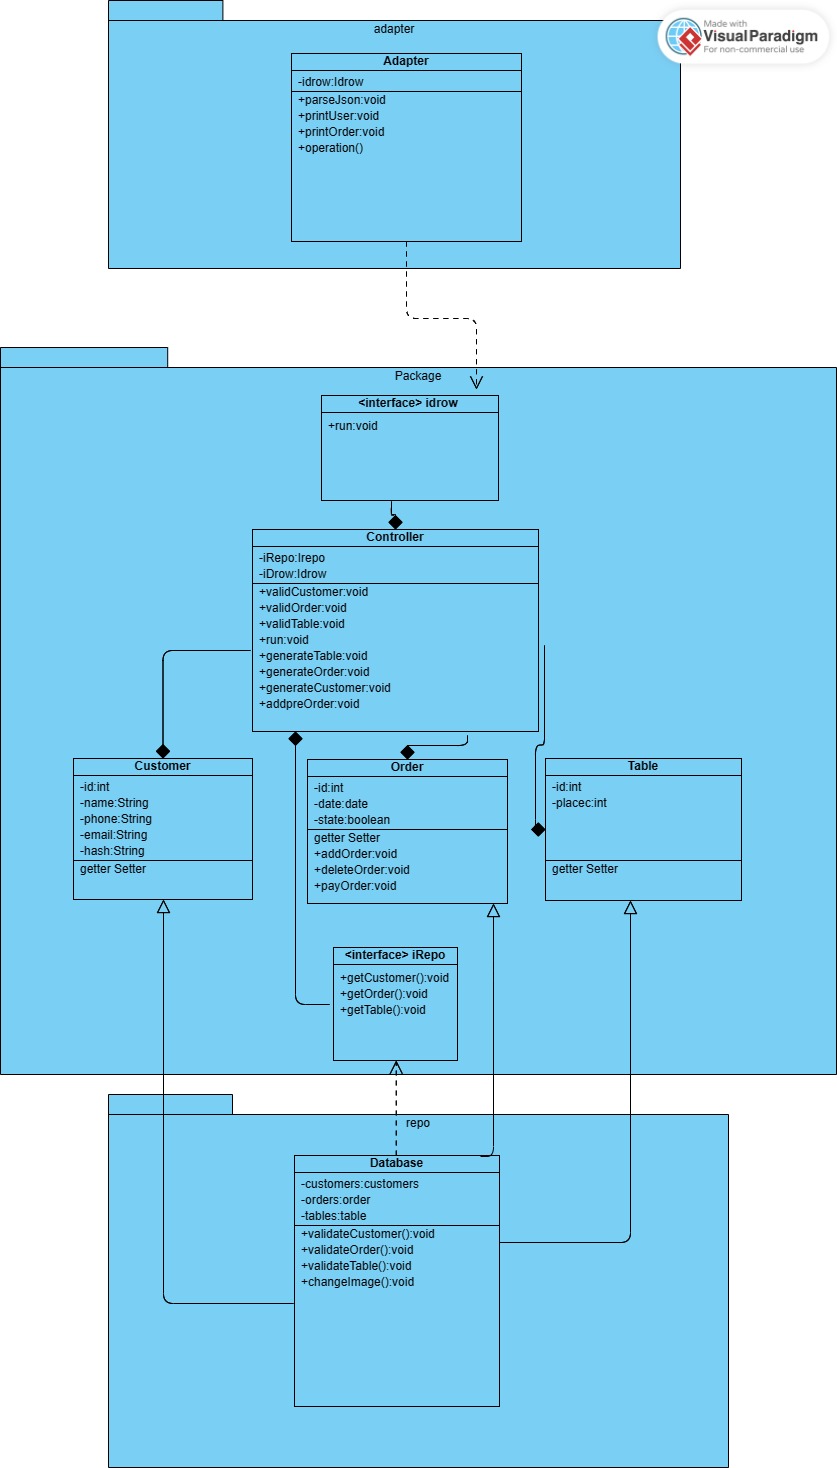 adapter
Made with
Visual Paradigm
For non-commercial use
Adapter
-idrow:Idrow
+parseJson:void
+printUser:void
+printOrder:void
+operation()
Package
<interface> idrow
+run:void
Controller
-iRepo:Irepo
-iDrow:Idrow
+validCustomer:void
+validOrder:void
+validTable:void
+run:void
+generateTable:void
+generateOrder:void
+generateCustomer:void
+addpreOrder:void
Customer
-id:int
-name:String
-phone:String
-email:String
-hash:String
getter Setter
Order
-id:int
-date:date
-state:boolean
getter Setter
+addOrder:void
+deleteOrder:void
+payOrder:void
Table
-id:int
-placec:int
getter Setter
<interface> iRepo
+getCustomer():void
+getOrder():void
+getTable():void
repo
Database
-customers:customers
-orders:order
-tables:table
+validateCustomer():void
+validateOrder():void
+validateTable():void
+changeImage():void